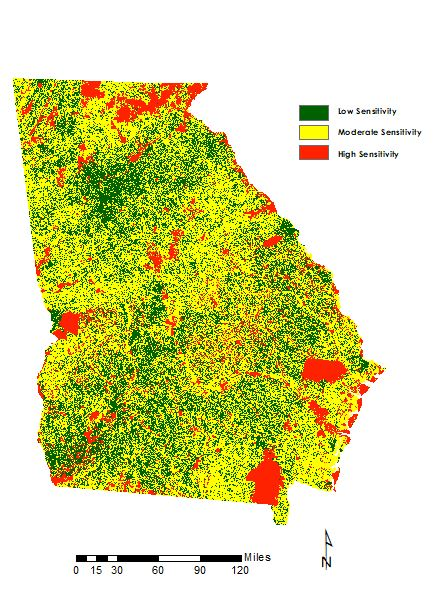 Low Sensitivity
Moderate Sensitivity
High Sensitivity
Miles
0 15 30 60 90 120
N